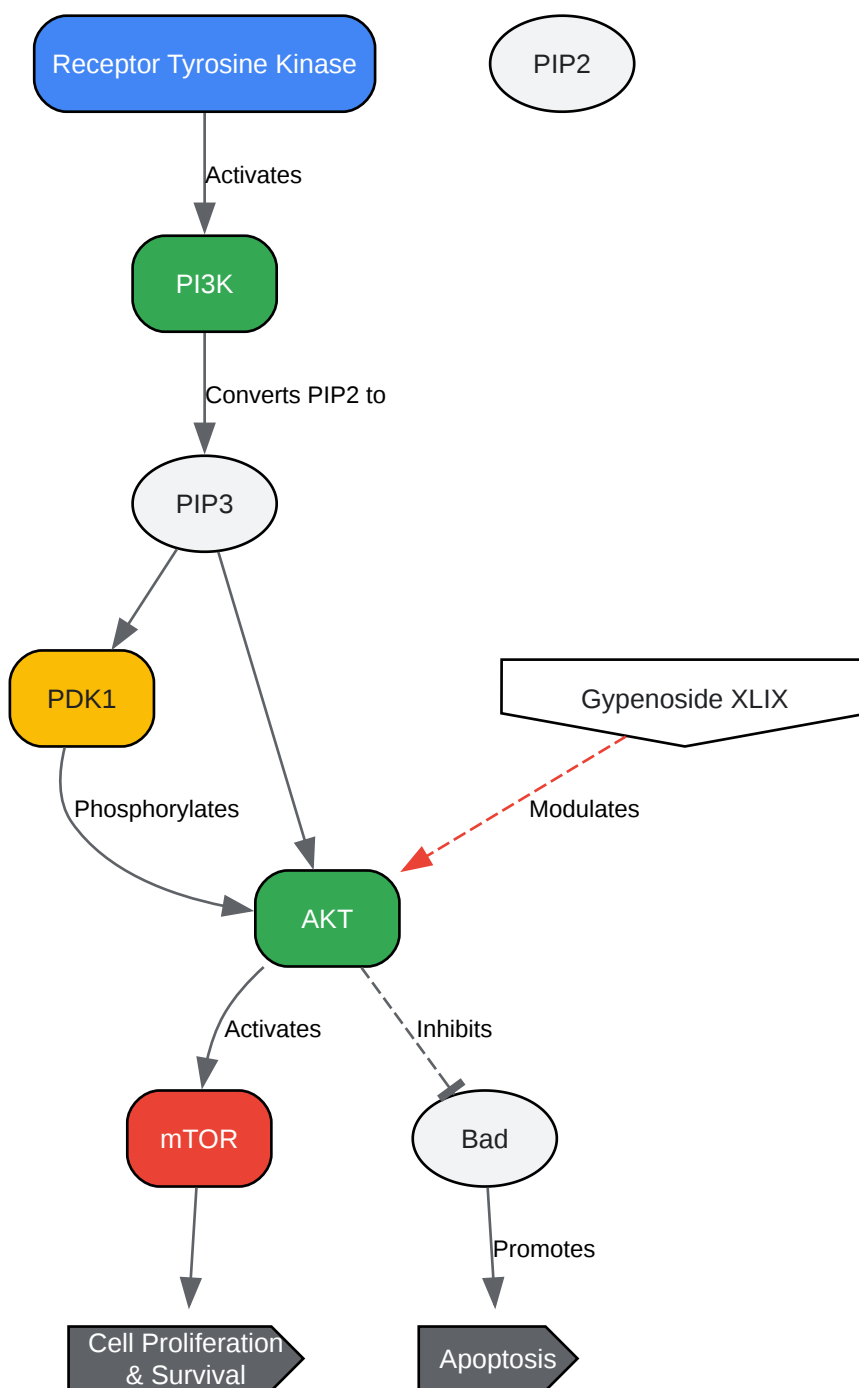 Receptor Tyrosine Kinase
PIP2
Activates
PI3K
Converts PIP2 to
PIP3
PDK1
Gypenoside XLIX
Phosphorylates
Modulates
AKT
Activates
Inhibits
mTOR
Bad
Promotes
Cell Proliferation
& Survival
Apoptosis